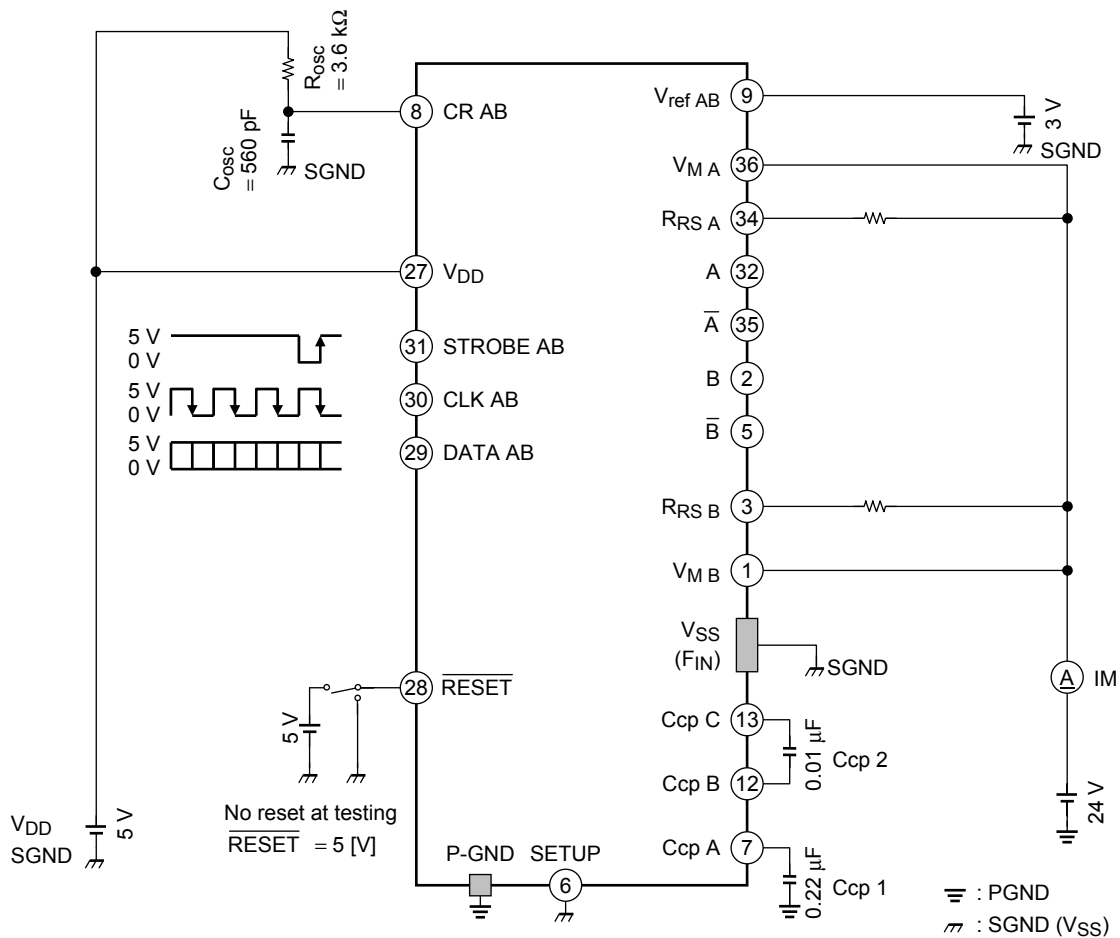 Rosc
= 3.6 kΩ
Cosc
= 560 pF
SGND
8 CR AB
27 VDD
5 V
0 V
31 STROBE AB
5 V
0 V
30 CLK AB
5 V
0 V
29 DATA AB
28 RESET
5 V
No reset at testing
RESET = 5 [V]
VDD
SGND
5 V
P-GND
SETUP
6
Vref AB 9
3 V
SGND
VM A 36
RRS A 34
A 32
A 35
B 2
B 5
RRS B 3
VM B 1
VSS
(FIN)
SGND
A IM
Ccp C 13
0.01 μF
Ccp 2
Ccp B 12
24 V
Ccp A 7
0.22 μF
Ccp 1
: PGND
: SGND (VSS)